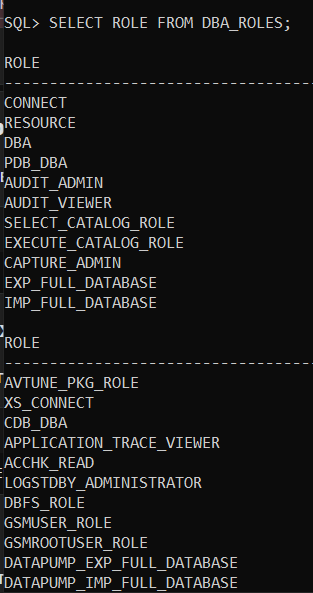 SQL> SELECT ROLE FROM DBA_ROLES;
ROLE
--------------------------------
CONNECT
RESOURCE
DBA
PDB_DBA
AUDIT_ADMIN
AUDIT_VIEWER
SELECT_CATALOG_ROLE
EXECUTE_CATALOG_ROLE
CAPTURE_ADMIN
EXP_FULL_DATABASE
IMP_FULL_DATABASE
ROLE
--------------------------------
AVTUNE_PKG_ROLE
XS_CONNECT
CDB_DBA
APPLICATION_TRACE_VIEWER
ACCHK_READ
LOGSTDBY_ADMINISTRATOR
DBFS_ROLE
GSMUSER_ROLE
GSMROOTUSER_ROLE
DATAPUMP_EXP_FULL_DATABASE
DATAPUMP_IMP_FULL_DATABASE